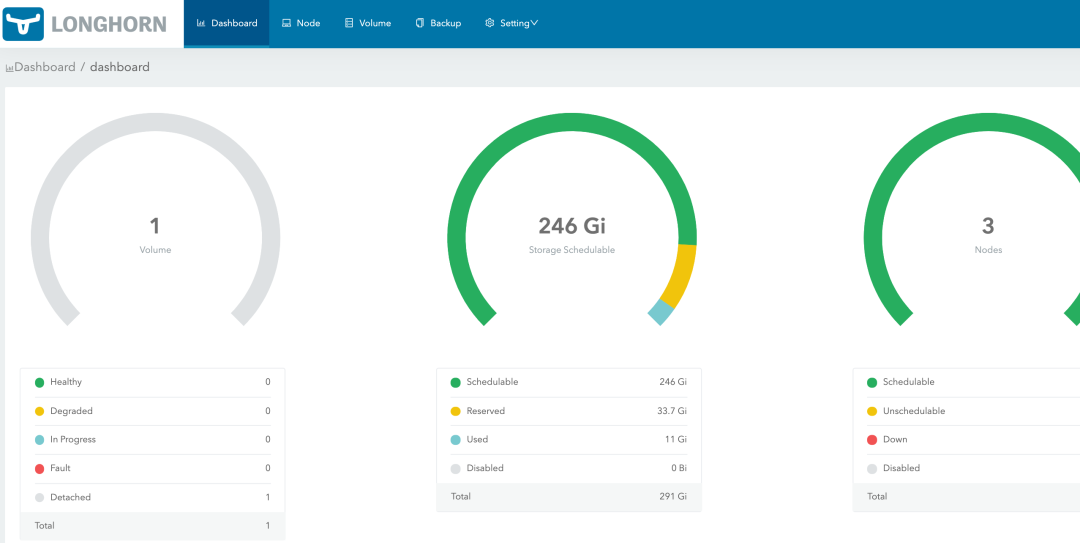 LONGHORN Dashboard Node Volume Backup Setting
Dashboard / dashboard
1
Volume
246 Gi
Storage Schedulable
3
Nodes
Healthy 0
Degraded 0
In Progress 0
Fault 0
Detached 1
Total 1
Schedulable 246 Gi
Reserved 33.7 Gi
Used 11 Gi
Disabled 0 Bi
Total 291 Gi
Schedulable
Unschedulable
Down
Disabled
Total